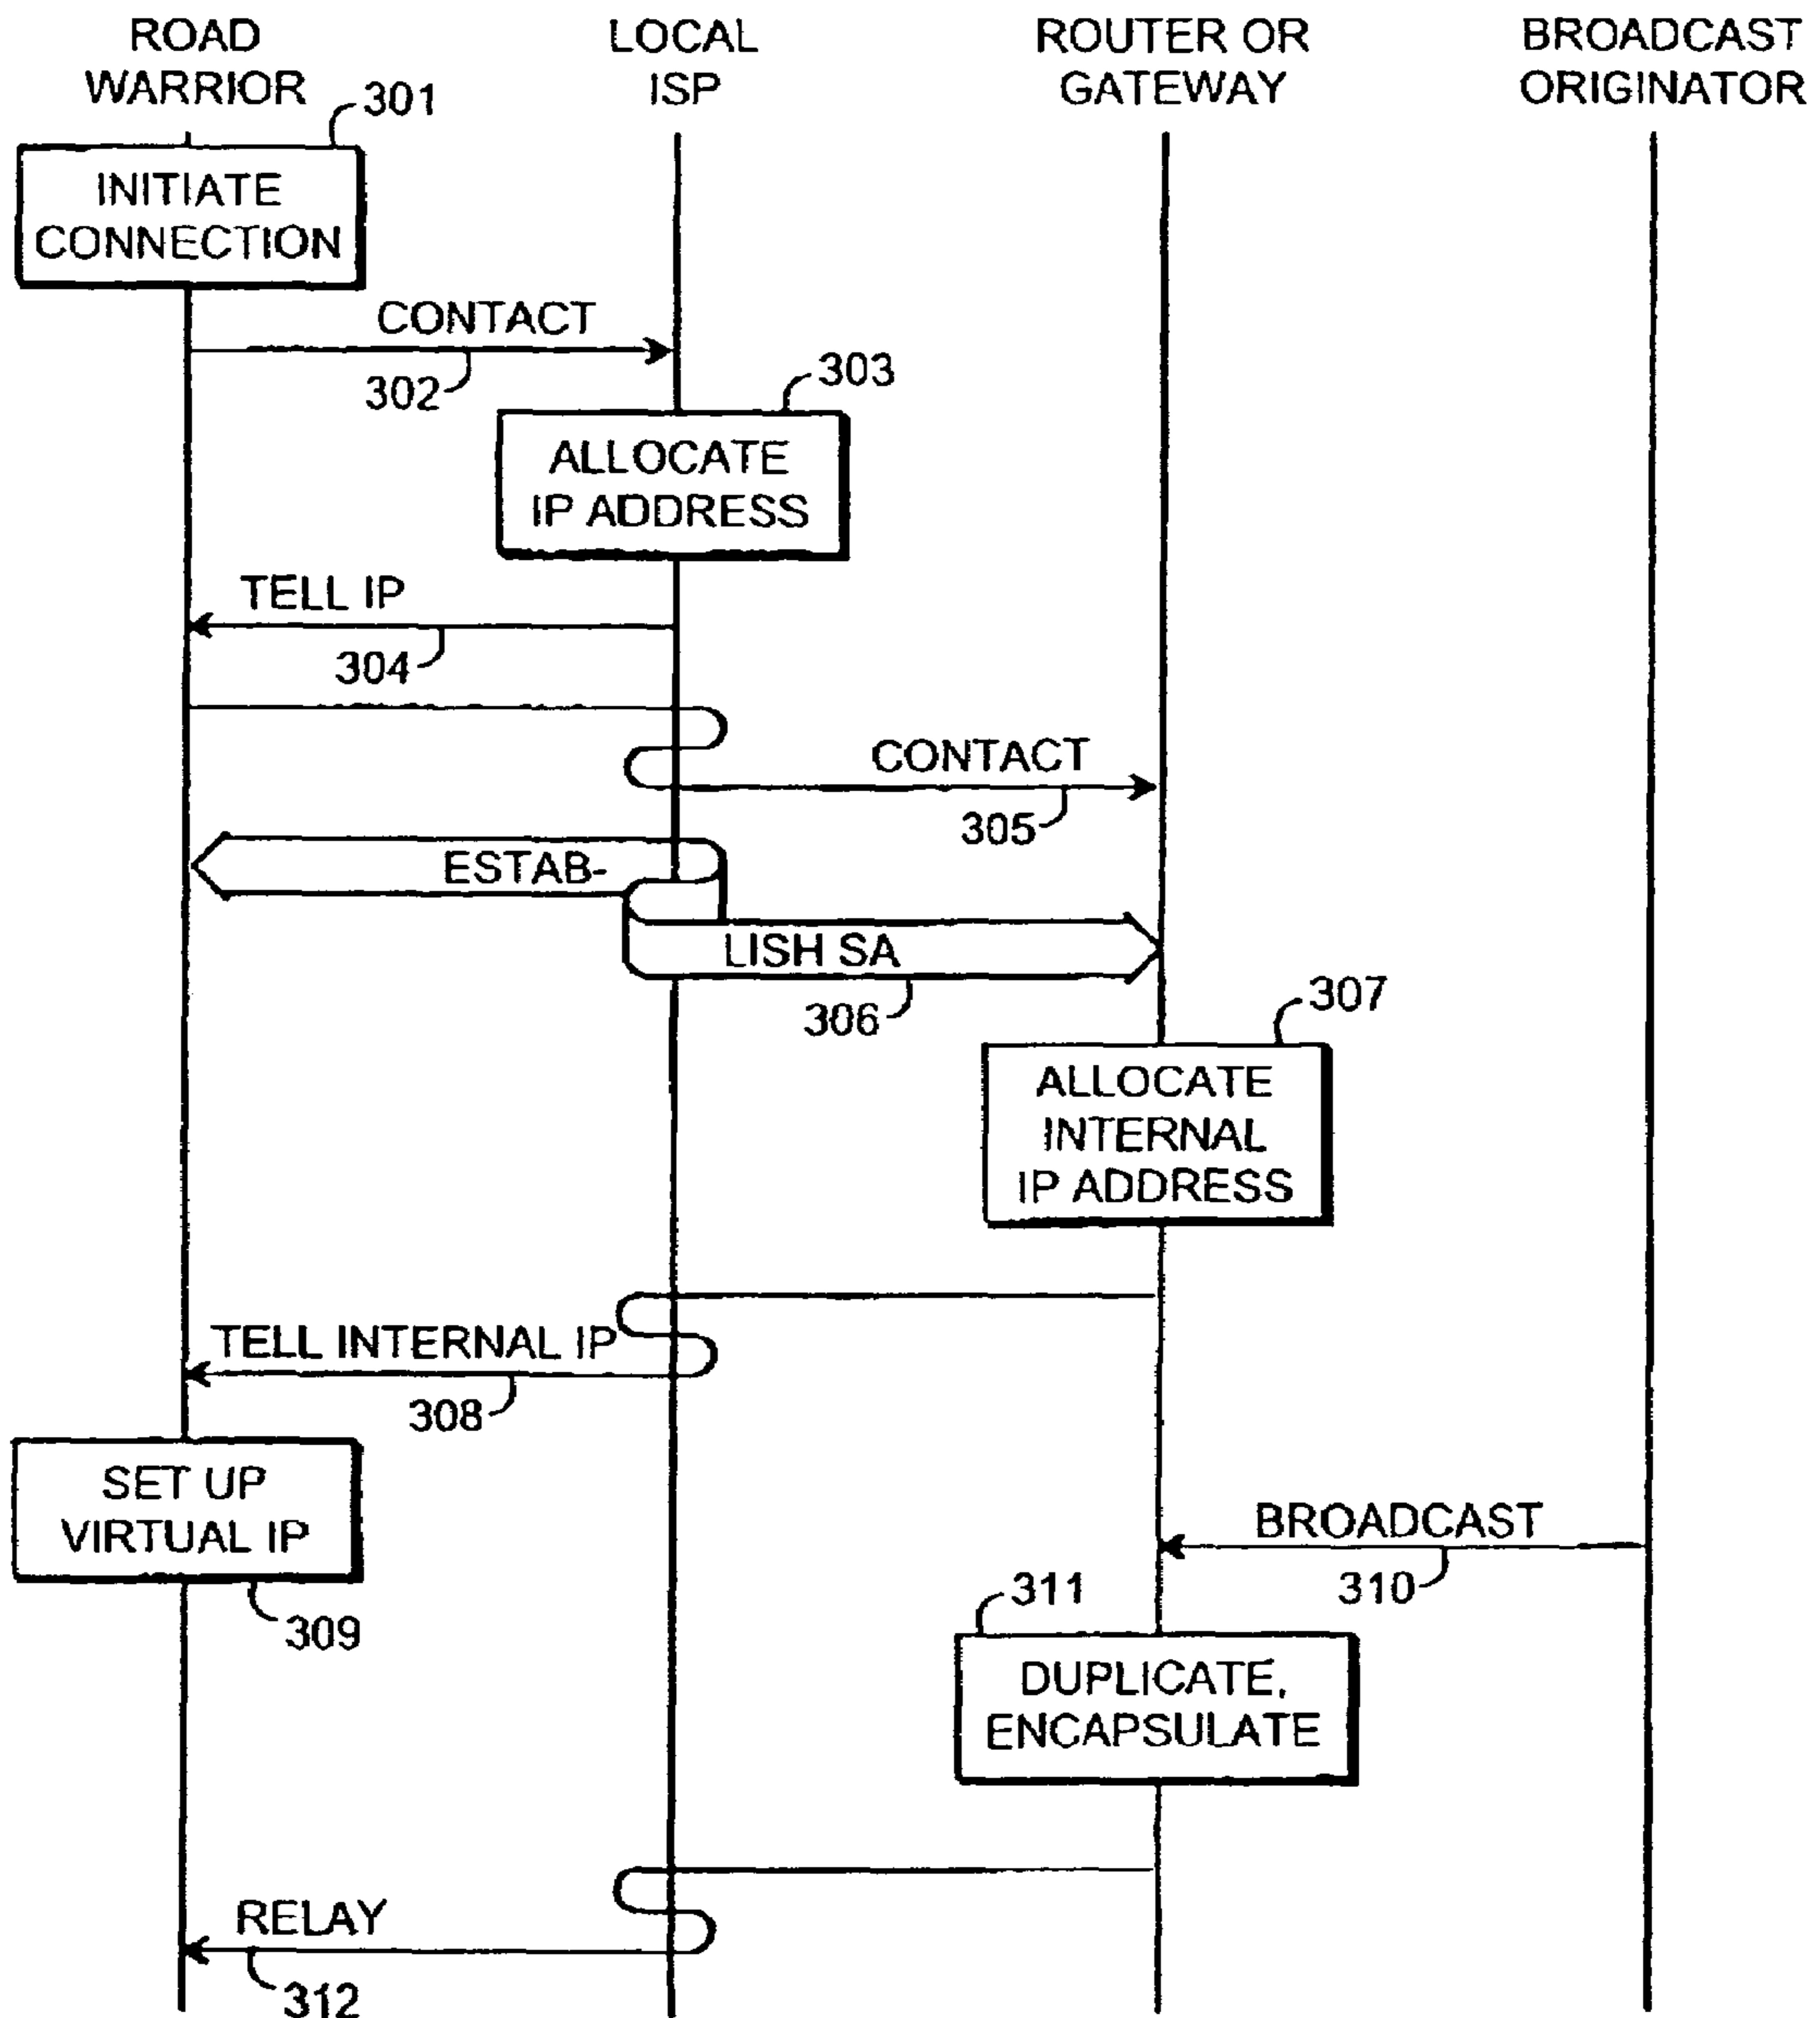 ROAD
WARRIOR
LOCAL
ISP
ROUTER OR
GATEWAY
BROADCAST
ORIGINATOR
301
INITIATE
CONNECTION
CONTACT
302
303
ALLOCATE
IP ADDRESS
TELL IP
304
CONTACT
305
ESTAB-
LISH SA
306
307
ALLOCATE
INTERNAL
IP ADDRESS
TELL INTERNAL IP
308
SET UP
VIRTUAL IP
309
BROADCAST
310
311
DUPLICATE,
ENCAPSULATE
RELAY
312